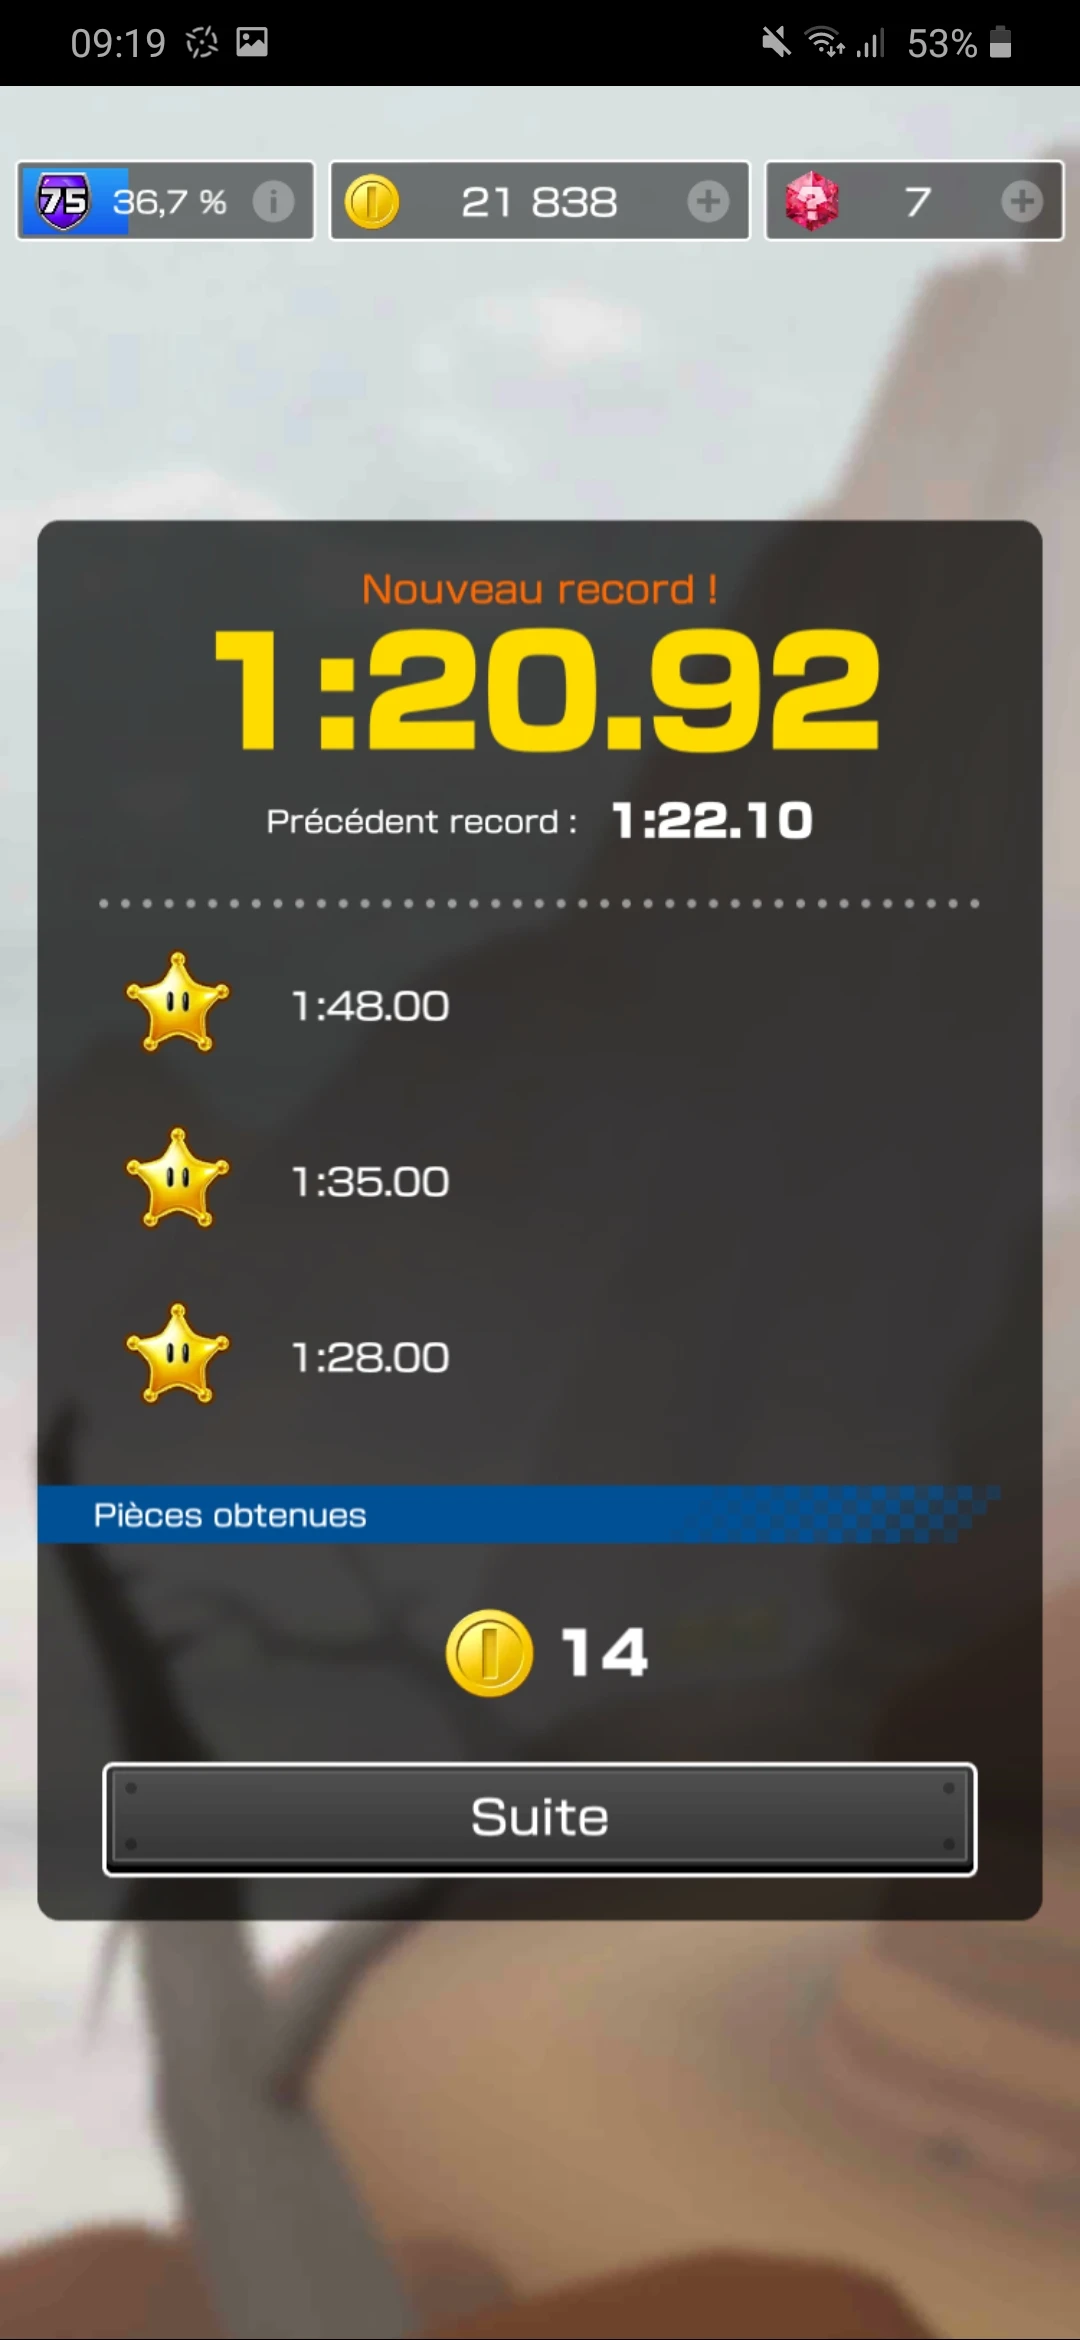 09:19 53%
75 36,7 % 21 838 7
Nouveau record !
1:20.92
Précédent record : 1:22.10
1:48.00
1:35.00
1:28.00
Pièces obtenues
14
Suite